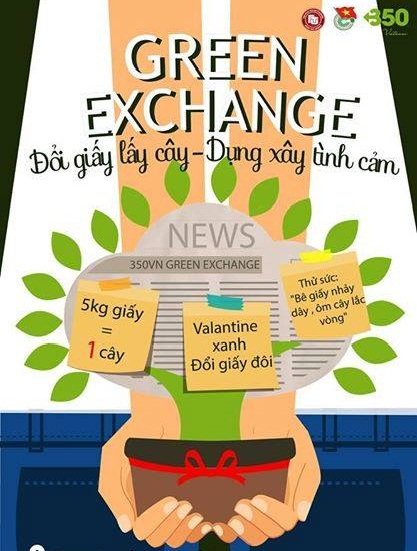 350
Vietnam
GREEN
EXCHANGE
Đổi giấy lấy cây - Dựng xây tình cảm
NEWS
350VN GREEN EXCHANGE
5kg giấy
=
1 cây
Valantine
xanh
Đổi giấy đôi
Thử sức:
"Bê giấy nhảy
dây , ôm cây lắc
vòng"